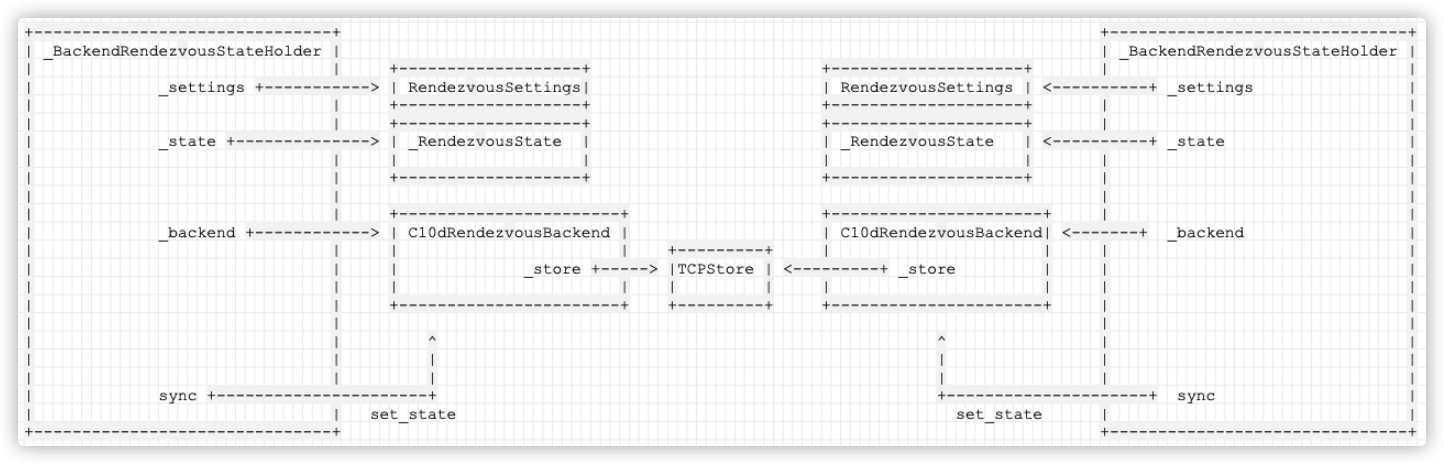 _BackendRendezvousStateHolder _BackendRendezvousStateHolder
_settings RendezvousSettings RendezvousSettings _settings
_state _RendezvousState _RendezvousState _state
_backend C10dRendezvousBackend C10dRendezvousBackend _backend
_store TCPStore _store
sync sync
set_state set_state